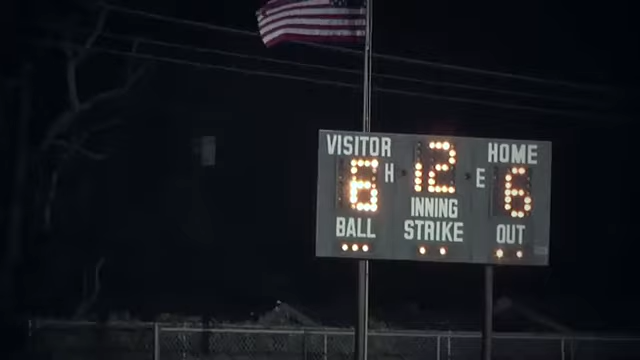 VISITOR 12 HOME
6 H E 6
INNING
BALL STRIKE OUT